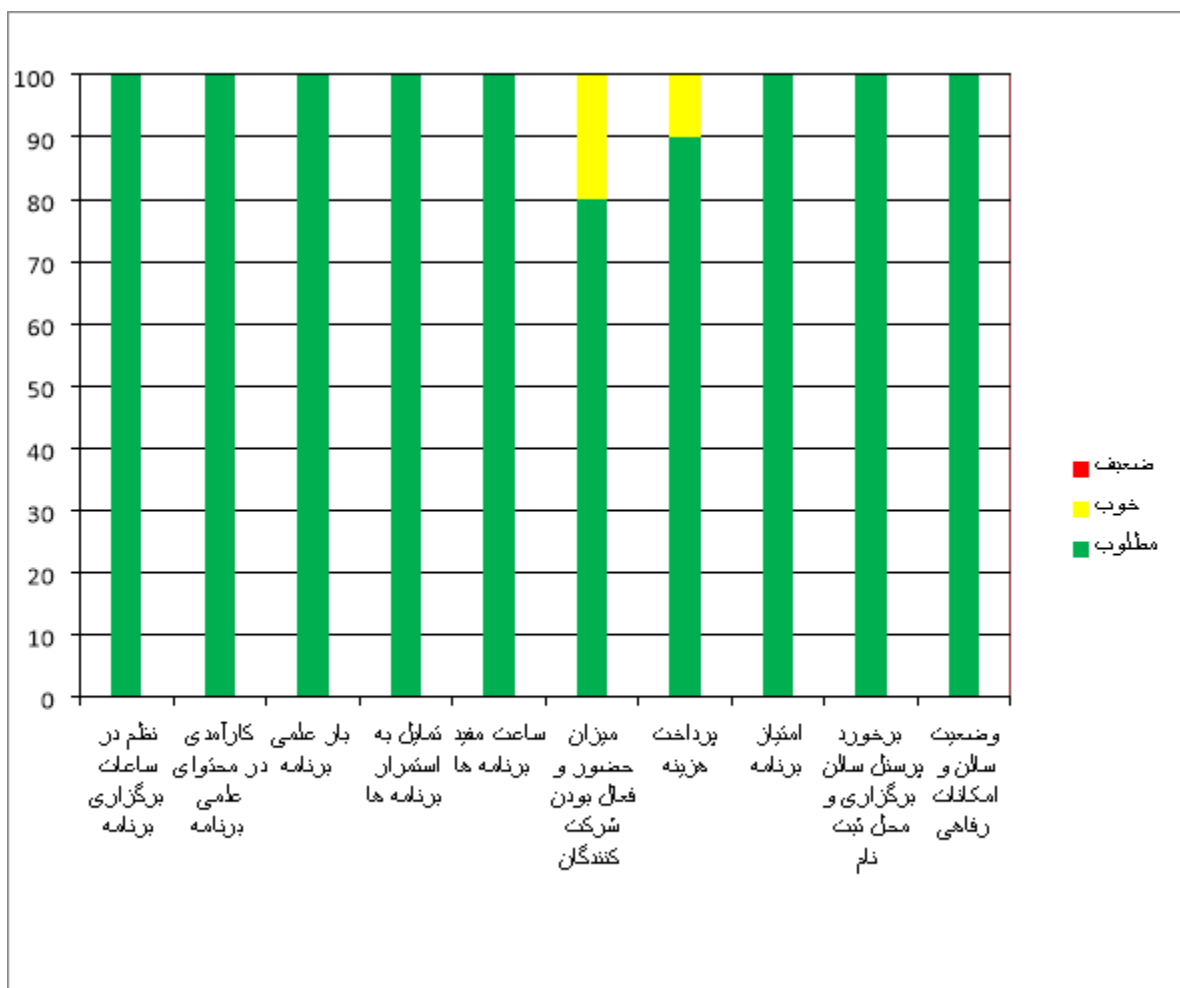 100
90
80
70
60
50
40
30
20
10
0
نظم در
ساعات
برگزاری
برنامه
کارآمدی
در محتوای
علمی
برنامه
بار علمی
برنامه
تمایل به
استمرار
برنامه ها
ساعت مفید
برنامه ها
میزان
حضور و
فعال بودن
شرکت
کنندگان
پرداخت
هزینه
امتیاز
برنامه
برخورد
پرسنل سالن
برگزاری و
محل ثبت
نام
وضعیت
سالن و
امکانات
رفاهی
ضعیف
خوب
مطلوب